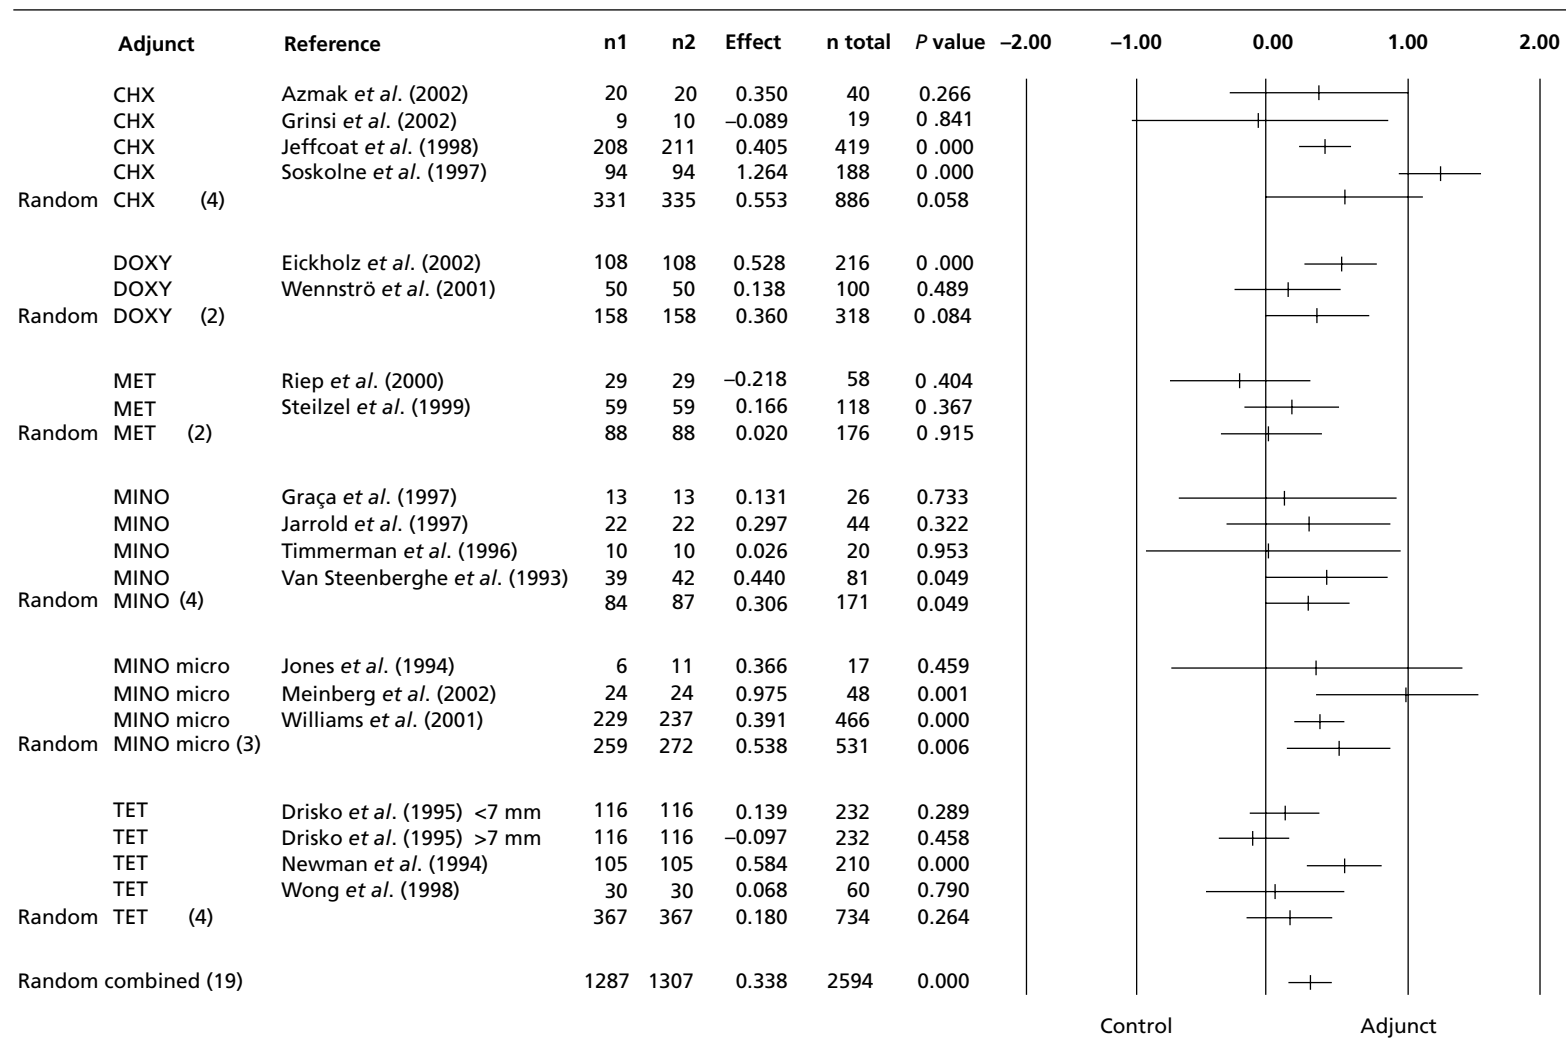 Adjunct Reference n1 n2 Effect n total P value –2.00 –1.00 0.00 1.00 2.00
CHX Azmak et al. (2002) 20 20 0.350 40 0.266
CHX Grinsi et al. (2002) 9 10 –0.089 19 0 .841
CHX Jeffcoat et al. (1998) 208 211 0.405 419 0 .000
CHX Soskolne et al. (1997) 94 94 1.264 188 0 .000
Random CHX (4) 331 335 0.553 886 0.058
DOXY Eickholz et al. (2002) 108 108 0.528 216 0 .000
DOXY Wennströ et al. (2001) 50 50 0.138 100 0.489
Random DOXY (2) 158 158 0.360 318 0 .084
MET Riep et al. (2000) 29 29 –0.218 58 0 .404
MET Steilzel et al. (1999) 59 59 0.166 118 0 .367
Random MET (2) 88 88 0.020 176 0 .915
MINO Graça et al. (1997) 13 13 0.131 26 0.733
MINO Jarrold et al. (1997) 22 22 0.297 44 0.322
MINO Timmerman et al. (1996) 10 10 0.026 20 0.953
MINO Van Steenberghe et al. (1993) 39 42 0.440 81 0.049
Random MINO (4) 84 87 0.306 171 0.049
MINO micro Jones et al. (1994) 6 11 0.366 17 0.459
MINO micro Meinberg et al. (2002) 24 24 0.975 48 0.001
MINO micro Williams et al. (2001) 229 237 0.391 466 0.000
Random MINO micro (3) 259 272 0.538 531 0.006
TET Drisko et al. (1995) <7 mm 116 116 0.139 232 0.289
TET Drisko et al. (1995) >7 mm 116 116 –0.097 232 0.458
TET Newman et al. (1994) 105 105 0.584 210 0.000
TET Wong et al. (1998) 30 30 0.068 60 0.790
Random TET (4) 367 367 0.180 734 0.264
Random combined (19) 1287 1307 0.338 2594 0.000
Control Adjunct